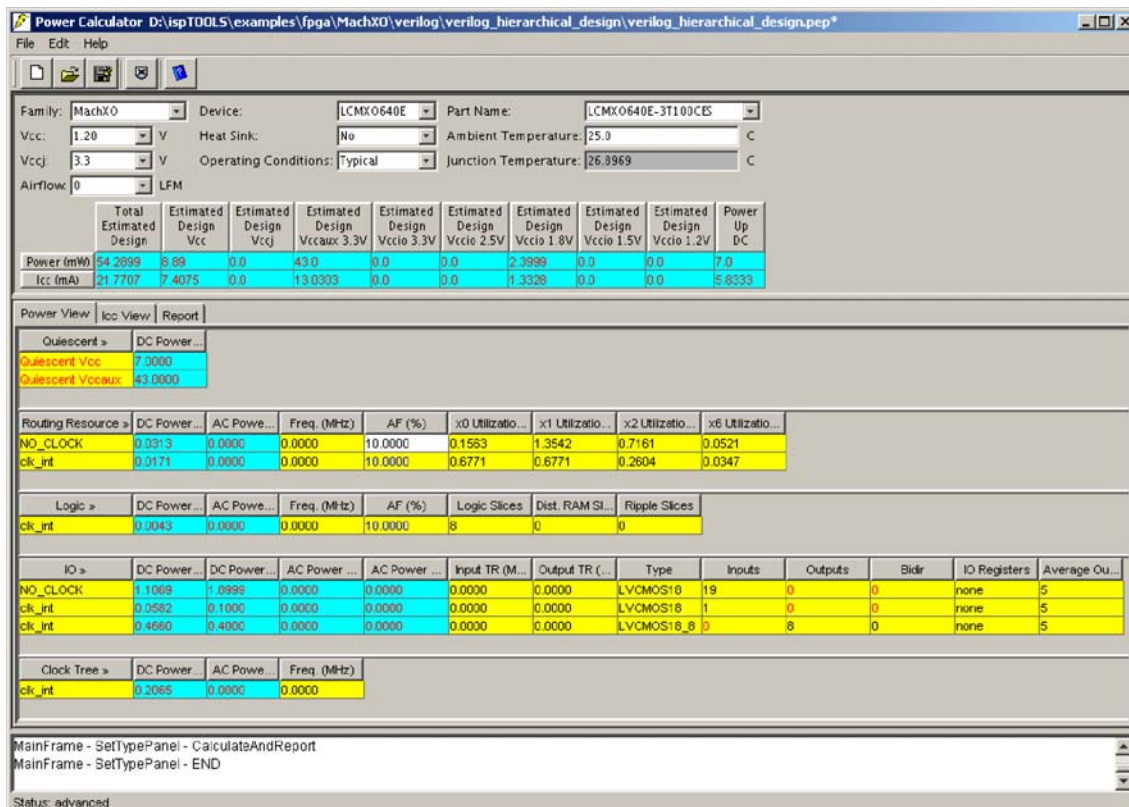 Power Calculator D:\ispTOOLS\examples\fpga\MachXO\verilog\verilog_hierarchical_design\verilog_hierarchical_design.pep*
File Edit Help
Family: MachXO Device: LCMXO640E Part Name: LCMXO640E-3T100CES
Vcc: 1.20 V Heat Sink: No Ambient Temperature: 25.0 C
Vccj: 3.3 V Operating Conditions: Typical Junction Temperature: 26.8969 C
Airflow: 0 LFM
Total Estimated Estimated Estimated Estimated Estimated Estimated Estimated Estimated Power
Estimated Design Design Design Design Design Design Design Design Up
Design Vcc Vccj Vccaux 3.3V Vccio 3.3V Vccio 2.5V Vccio 1.8V Vccio 1.5V Vccio 1.2V DC
Power (mW) 54.2899 8.89 0.0 43.0 0.0 0.0 2.3999 0.0 0.0 7.0
Icc (mA) 21.7707 7.4075 0.0 13.0303 0.0 0.0 1.3328 0.0 0.0 5.8333
Power View Icc View Report
Quiescent » DC Power...
Quiescent Vcc 7.0000
Quiescent Vccaux 43.0000
Routing Resource » DC Power... AC Powe... Freq. (MHz) AF (%) x0 Utilizatio... x1 Utilizatio... x2 Utilizatio... x6 Utilizatio...
NO_CLOCK 0.0313 0.0000 0.0000 10.0000 0.1563 1.3542 0.7161 0.0521
clk_int 0.0171 0.0000 0.0000 10.0000 0.6771 0.6771 0.2604 0.0347
Logic » DC Power... AC Powe... Freq. (MHz) AF (%) Logic Slices Dist. RAM Sl... Ripple Slices
clk_int 0.0043 0.0000 0.0000 10.0000 8 0 0
IO » DC Power... DC Power... AC Power ... AC Power ... Input TR (M... Output TR (... Type Inputs Outputs Bidir IO Registers Average Ou...
NO_CLOCK 1.1069 1.8999 0.0000 0.0000 0.0000 0.0000 LVCMOS18 19 0 0 none 5
clk_int 0.0582 0.1000 0.0000 0.0000 0.0000 0.0000 LVCMOS18 1 0 0 none 5
clk_int 0.4660 0.4000 0.0000 0.0000 0.0000 0.0000 LVCMOS18_8 0 8 0 none 5
Clock Tree » DC Power... AC Powe... Freq. (MHz)
clk_int 0.2065 0.0000 0.0000
MainFrame - SetTypePanel - CalculateAndReport
MainFrame - SetTypePanel - END
Status: advanced